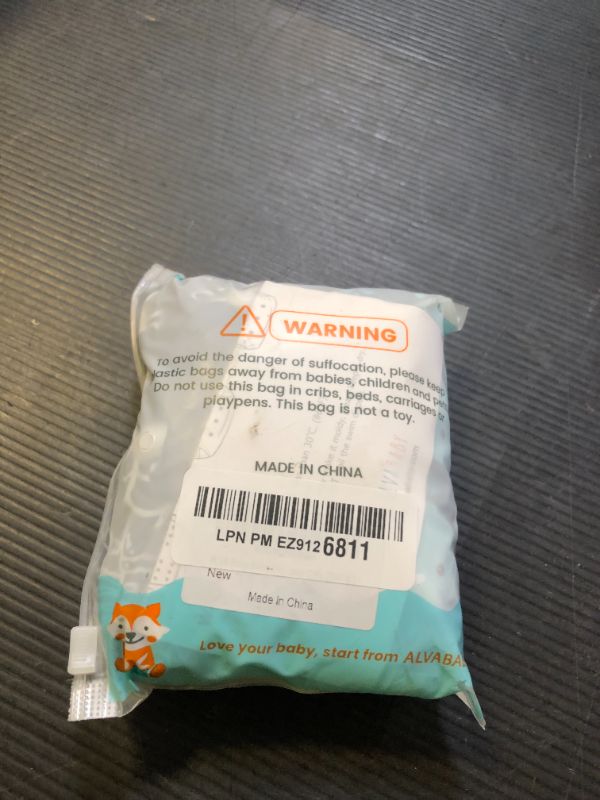 WARNING
To avoid the danger of suffocation, please keep
lastic bags away from babies, children and pet
Do not use this bag in cribs, beds, carriages or
playpens. This bag is not a toy.
MADE IN CHINA
LPN PM EZ9126811
New
Made in China
Love your baby, start from ALVABA